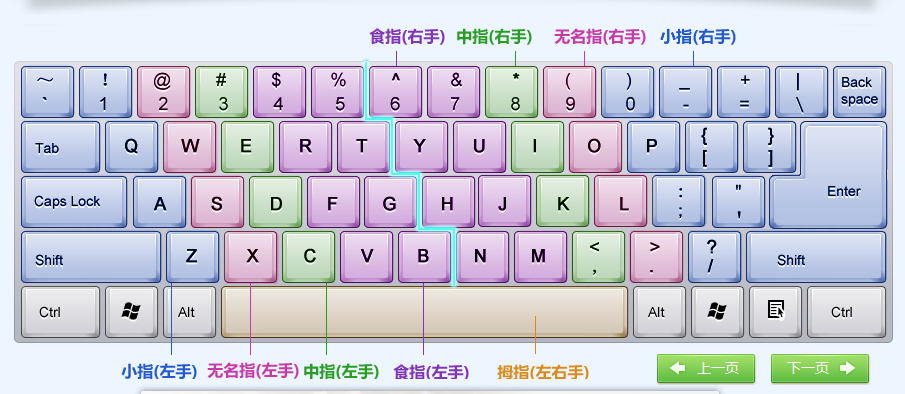 食指(右手) 中指(右手) 无名指(右手) 小指(右手)
~ ! @ # $ % ^ & * ( ) _ + | Back
` 1 2 3 4 5 6 7 8 9 0 - = \ space
Tab Q W E R T Y U I O P { [ } ]
Caps Lock A S D F G H J K L : ; " ' Enter
Shift Z X C V B N M < , > . ? / Shift
Ctrl Alt Alt Ctrl
小指(左手) 无名指(左手) 中指(左手) 食指(左手) 拇指(左右手)
上一页 下一页